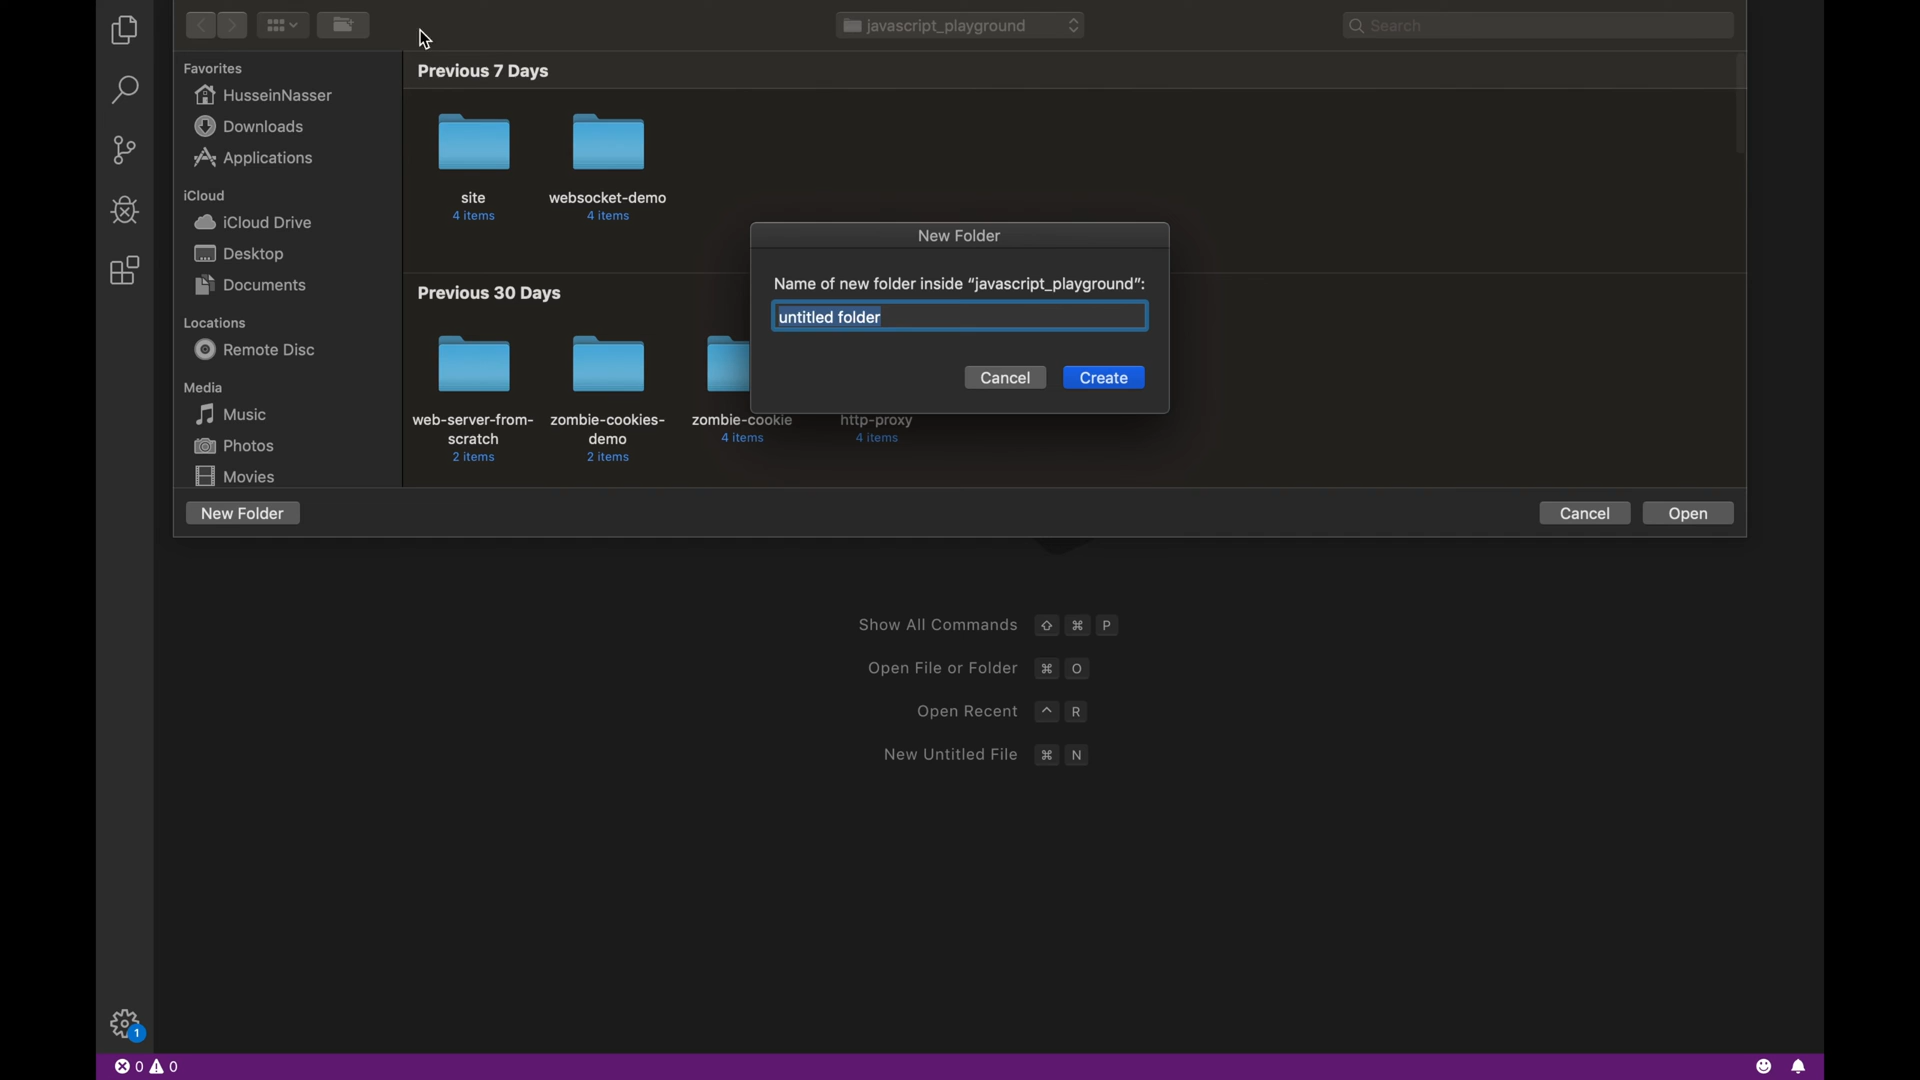 javascript_playground
Search
Favorites
HusseinNasser
Downloads
Applications
iCloud
iCloud Drive
Desktop
Documents
Locations
Remote Disc
Media
Music
Photos
Movies
Previous 7 Days
site
4 items
websocket-demo
4 items
Previous 30 Days
web-server-from-
scratch
2 items
zombie-cookies-
demo
2 items
zombie-cookie
4 items
http-proxy
4 items
New Folder
Name of new folder inside “javascript_playground”:
untitled folder
Cancel
Create
New Folder
Cancel
Open
Show All Commands ⇧ ⌘ P
Open File or Folder ⌘ O
Open Recent ^ R
New Untitled File ⌘ N
1
0 0